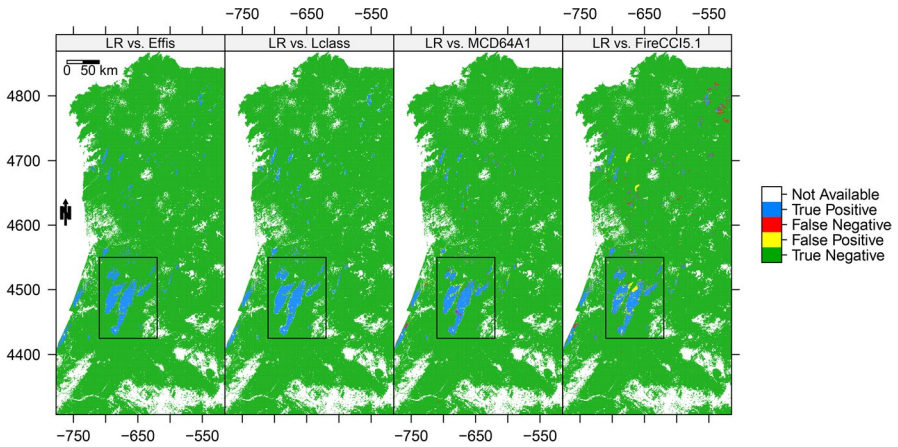 −750 −650 −550 −750 −650 −550
LR vs. Effis LR vs. Lclass LR vs. MCD64A1 LR vs. FireCCI5.1
0 50 km
4800
4700
4600
4500
4400
N
Not Available
True Positive
False Negative
False Positive
True Negative
−750 −650 −550 −750 −650 −550